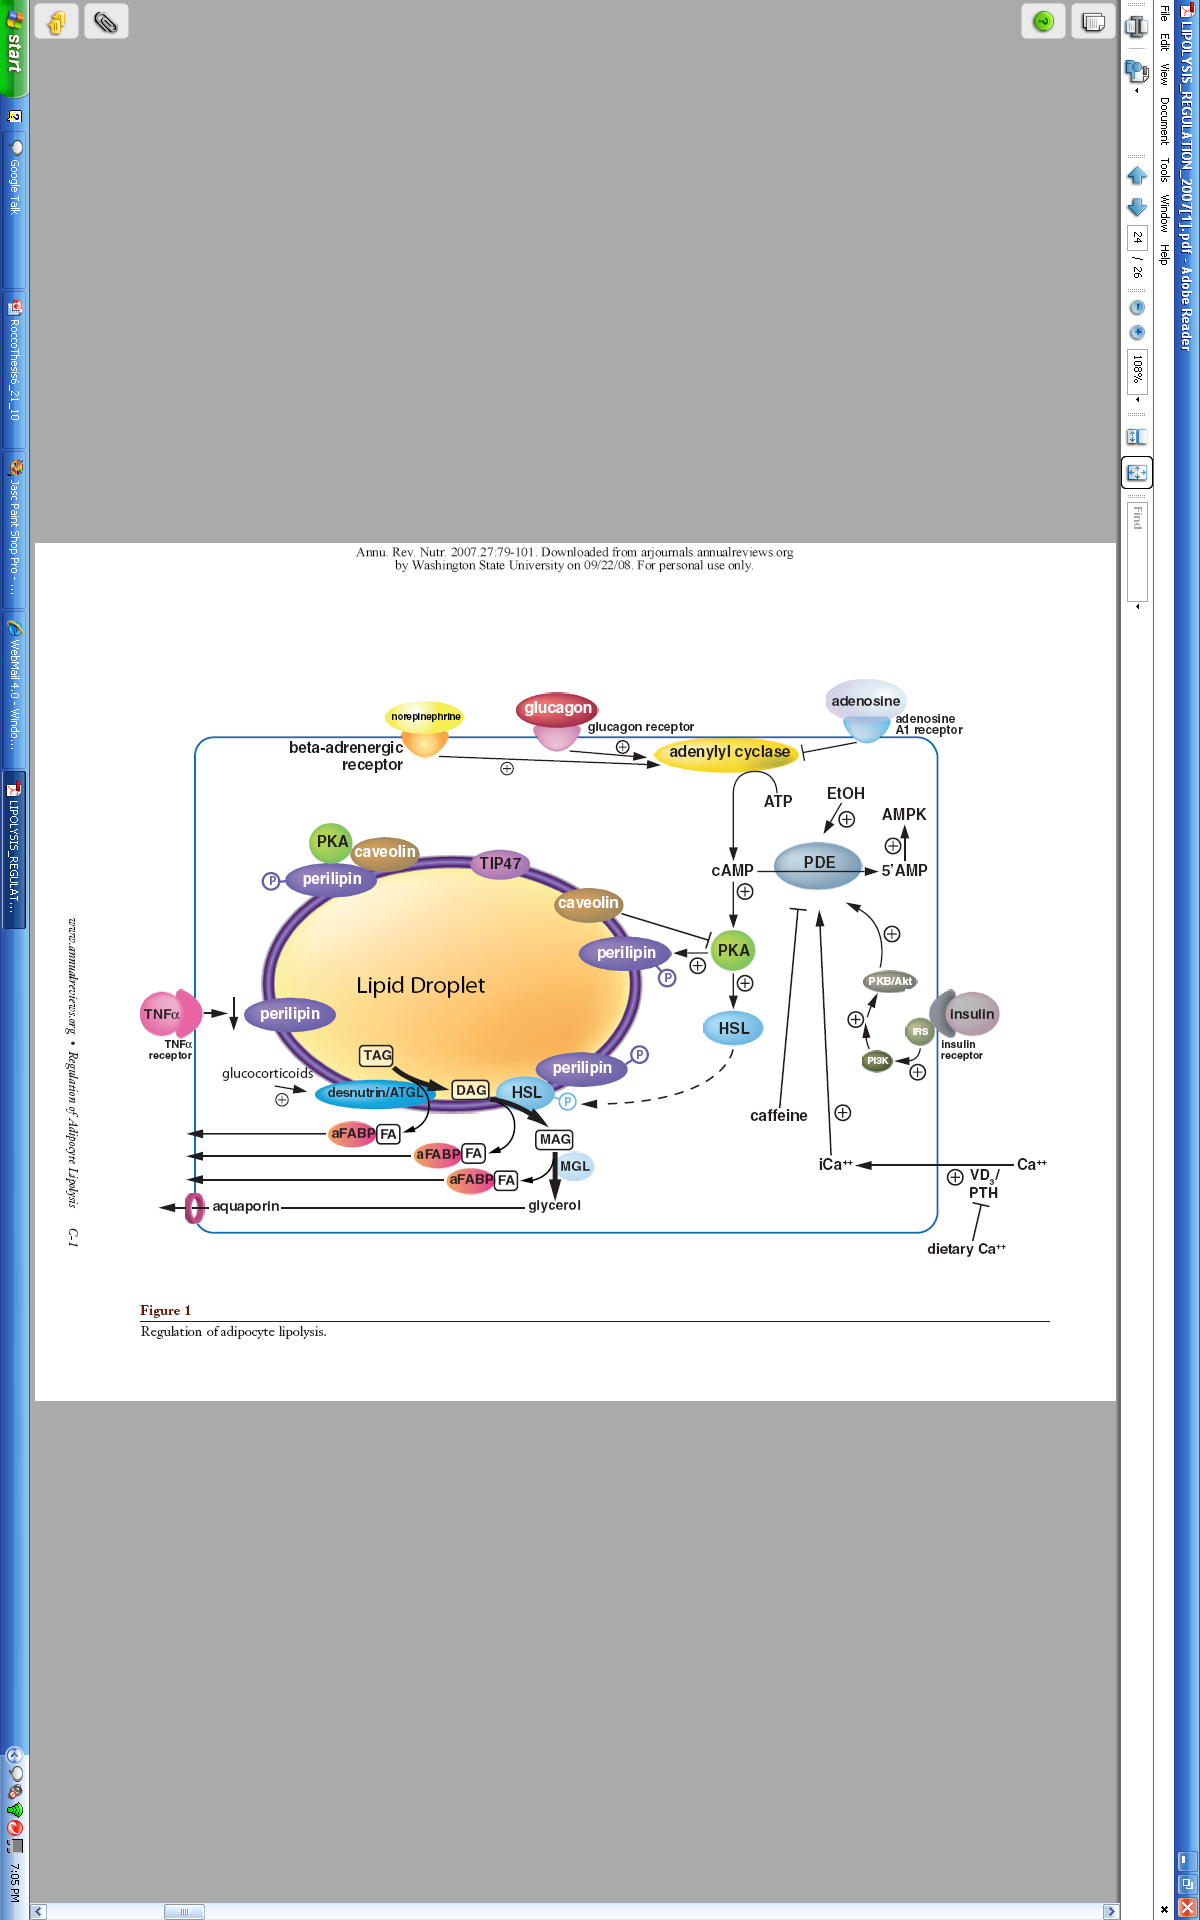 LIPOLYSIS_REGULATION_2007[1].pdf - Adobe Reader
File Edit View Document Tools Window Help
24 / 26
108%
Find
Annu. Rev. Nutr. 2007.27:79-101. Downloaded from arjournals.annualreviews.org
by Washington State University on 09/22/08. For personal use only.
norepinephrine
glucagon
adenosine
beta-adrenergic
receptor
glucagon receptor
adenosine
A1 receptor
adenylyl cyclase
ATP
EtOH
AMPK
PKA
caveolin
TIP47
perilipin
P
cAMP
PDE
5'AMP
caveolin
perilipin
P
PKA
Lipid Droplet
PKB/Akt
TNFα
TNFα
receptor
perilipin
HSL
insulin
IRS
insulin
receptor
PI3K
TAG
perilipin
P
glucocorticoids
desnutrin/ATGL
DAG
HSL
P
caffeine
aFABP FA
MAG
aFABP FA
MGL
aFABP FA
iCa++
Ca++
VD3/
PTH
aquaporin
glycerol
dietary Ca++
Figure 1
Regulation of adipocyte lipolysis.
www.annualreviews.org • Regulation of Adipocyte Lipolysis C-1
start
Google Talk
RoccoThesis6_21_10
Jasc Paint Shop Pro - ...
WebMail 4.0 - Windo...
LIPOLYSIS_REGULAT...
7:05 PM